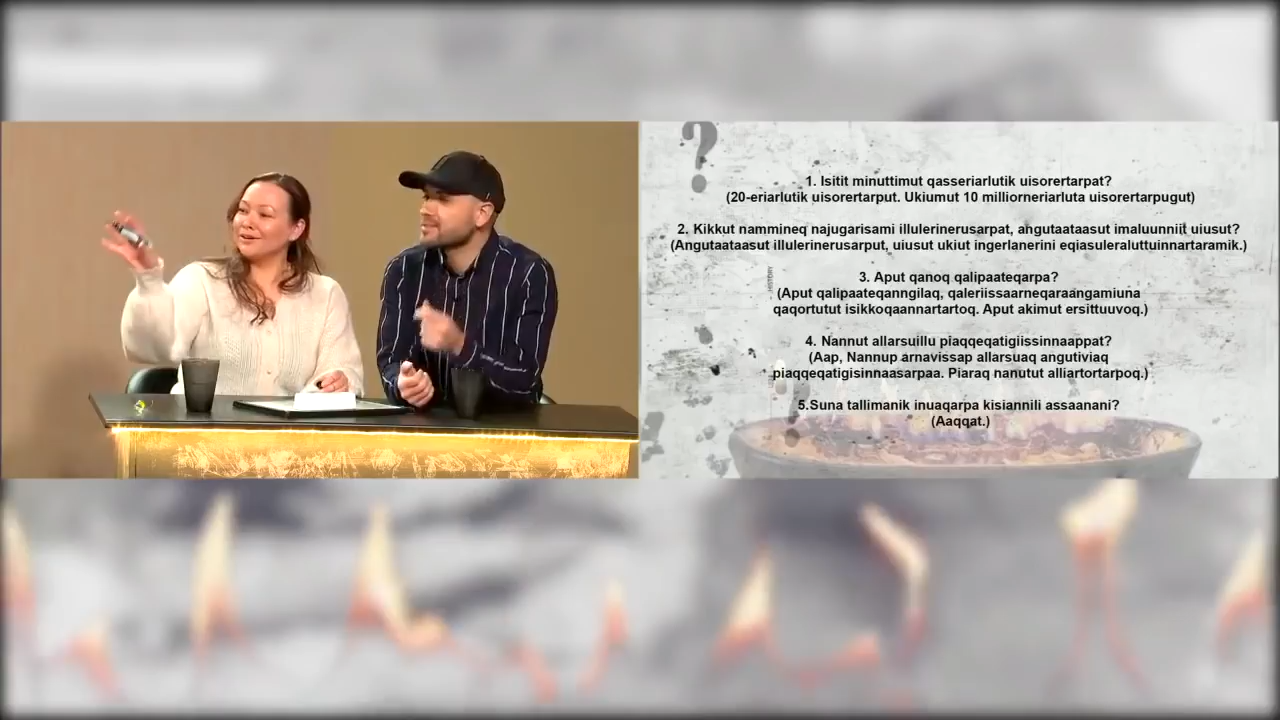 ?
1. Isitit minuttimut qasseriarlutik uisorertarpat?
(20-eriarlutik uisorertarput. Ukiumut 10 milliorneriarluta uisorertarpugut)
2. Kikkut nammineq najugarisami illulerinerusarpat, angutaataasut imaluunniit uiusut?
(Angutaataasut illulerinerusarput, uiusut ukiut ingerlanerini eqiasuleraluttuinnartaramik.)
3. Aput qanoq qalipaateqarpa?
(Aput qalipaateqanngilaq, qaleriissaarneqaraangamiuna
qaqortutut isikkoqaannartartoq. Aput akimut ersittuuvoq.)
4. Nannut allarsuillu piaqqeqatigiissinnaappat?
(Aap, Nannup arnavissap allarsuaq angutiviaq
piaqqeqatigisinnaasarpaa. Piaraq nanutut alliartortarpoq.)
5.Suna tallimanik inuaqarpa kisiannili assaanani?
(Aaqqat.)
HISTORY